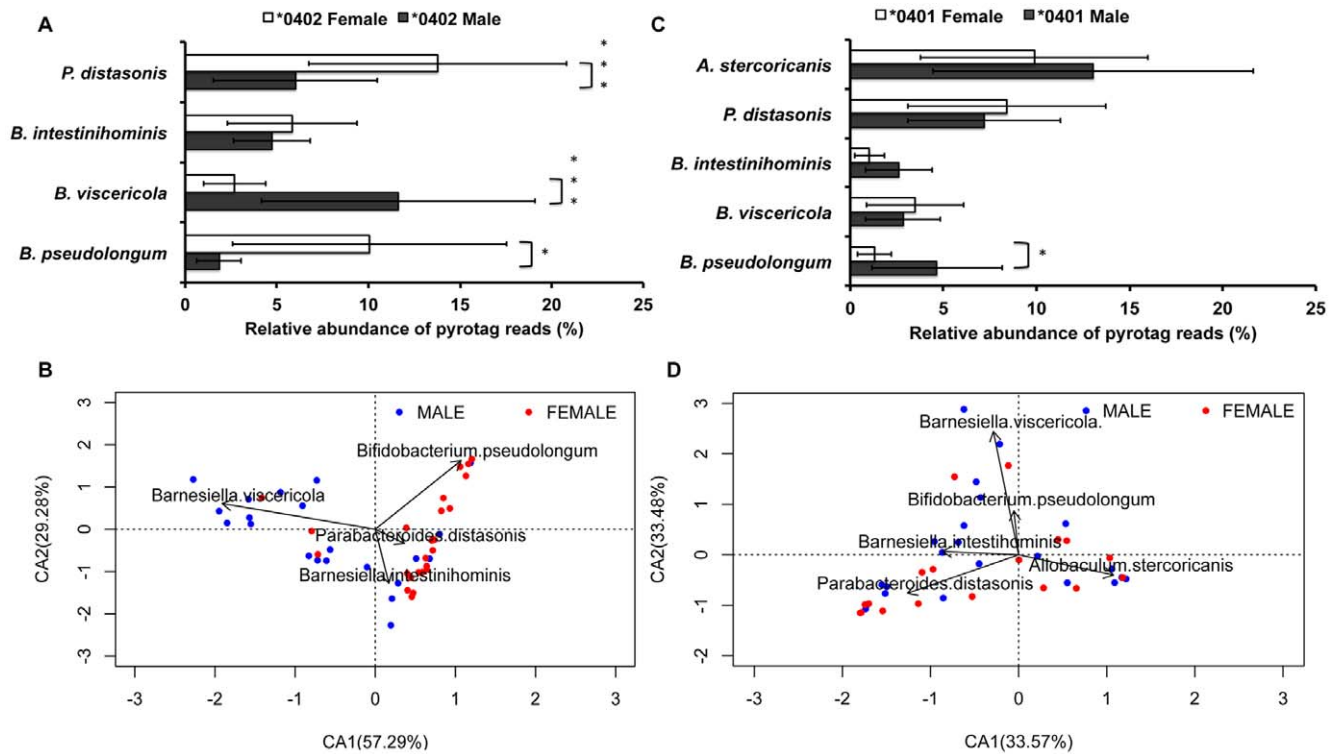 A
*0402 Female *0402 Male
P. distasonis
B. intestinihominis
B. viscericola
B. pseudolongum
* * *
* * *
*
0 5 10 15 20 25
Relative abundance of pyrotag reads (%)
C
*0401 Female *0401 Male
A. stercoricanis
P. distasonis
B. intestinihominis
B. viscericola
B. pseudolongum
*
0 5 10 15 20 25
Relative abundance of pyrotag reads (%)
B
MALE FEMALE
Bifidobacterium.pseudolongum
Barnesiella.viscericola
Parabacteroides.distasonis
Barnesiella.intestinihominis
CA2(29.28%)
3
2
1
0
-1
-2
-3
-3 -2 -1 0 1 2 3
CA1(57.29%)
D
MALE FEMALE
Barnesiella.viscericola.
Bifidobacterium.pseudolongum
Barnesiella.intestihominis
Allobaculum.stercoricanis
Parabacteroides.distasonis
CA2(33.48%)
3
2
1
0
-1
-2
-3 -2 -1 0 1 2 3
CA1(33.57%)